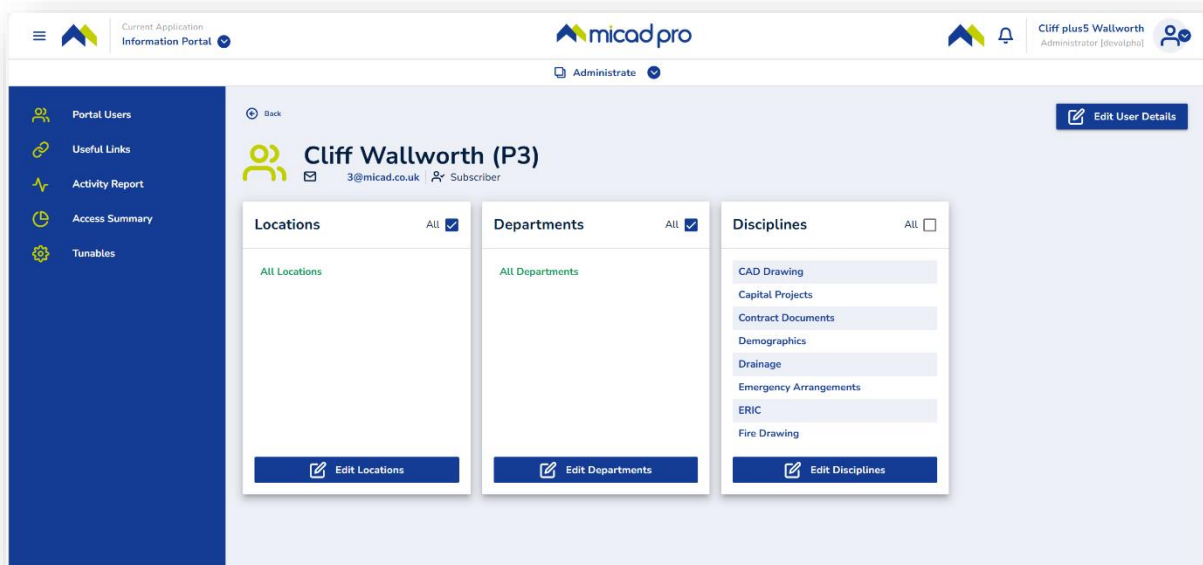 Current Application
Information Portal
micad pro
Cliff plus5 Wallworth
Administrator [devalpha]
Administrate
Portal Users
Useful Links
Activity Report
Access Summary
Tunables
Back
Edit User Details
Cliff Wallworth (P3)
3@micad.co.uk Subscriber
Locations All
All Locations
Edit Locations
Departments All
All Departments
Edit Departments
Disciplines All
CAD Drawing
Capital Projects
Contract Documents
Demographics
Drainage
Emergency Arrangements
ERIC
Fire Drawing
Edit Disciplines